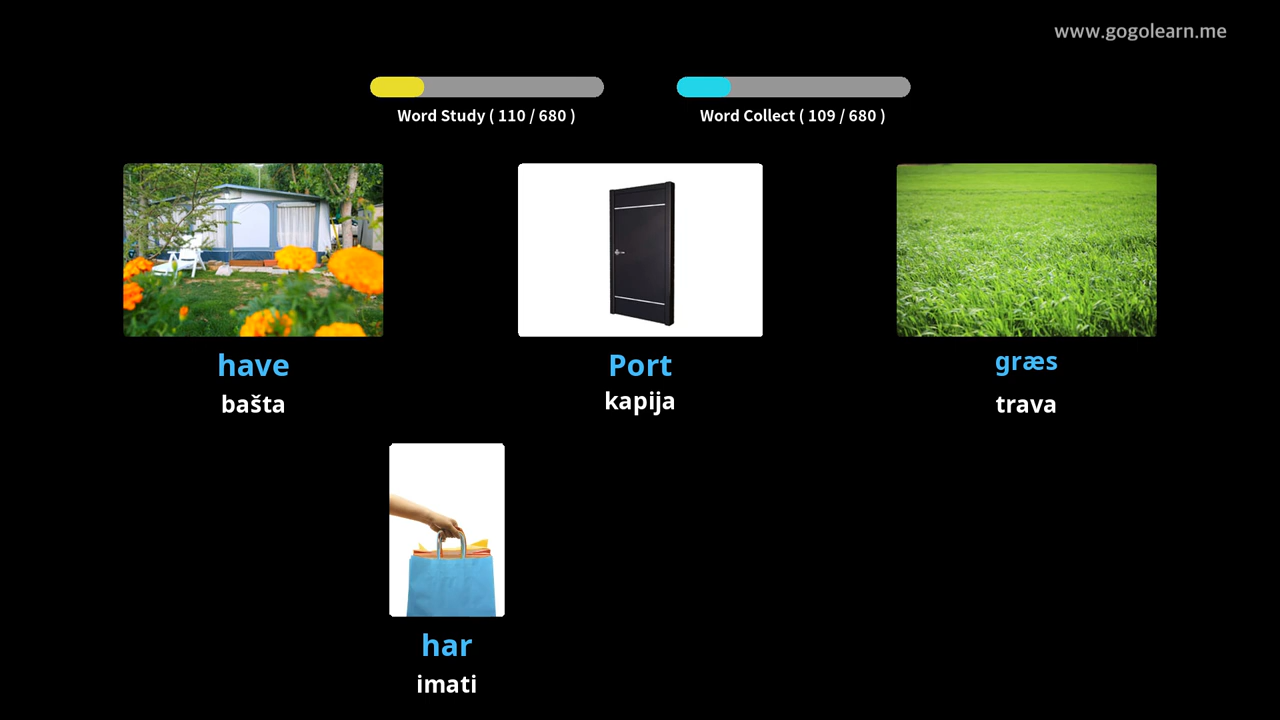 www.gogolearn.me
Word Study ( 110 / 680 )
Word Collect ( 109 / 680 )
have
bašta
Port
kapija
græs
trava
har
imati